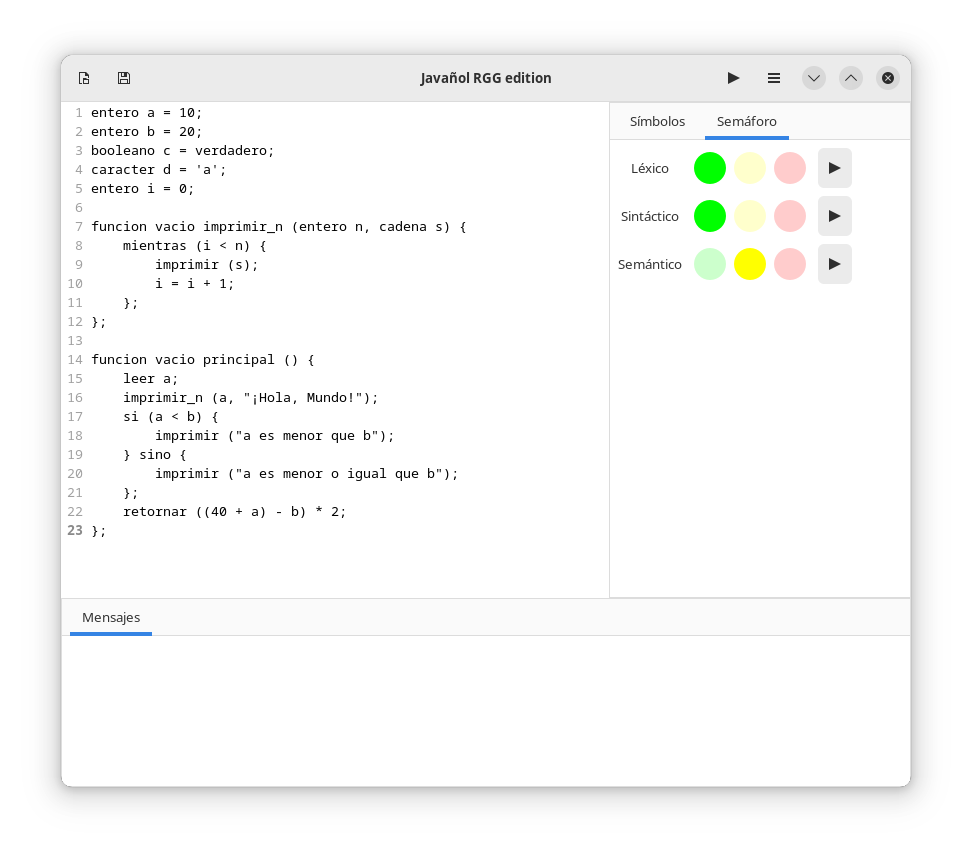 Javañol RGG edition
1 entero a = 10;
2 entero b = 20;
3 booleano c = verdadero;
4 caracter d = 'a';
5 entero i = 0;
6
7 funcion vacio imprimir_n (entero n, cadena s) {
8     mientras (i < n) {
9         imprimir (s);
10         i = i + 1;
11     };
12 };
13
14 funcion vacio principal () {
15     leer a;
16     imprimir_n (a, "¡Hola, Mundo!");
17     si (a < b) {
18         imprimir ("a es menor que b");
19     } sino {
20         imprimir ("a es menor o igual que b");
21     };
22     retornar ((40 + a) - b) * 2;
23 };
Símbolos Semáforo
Léxico
Sintáctico
Semántico
Mensajes